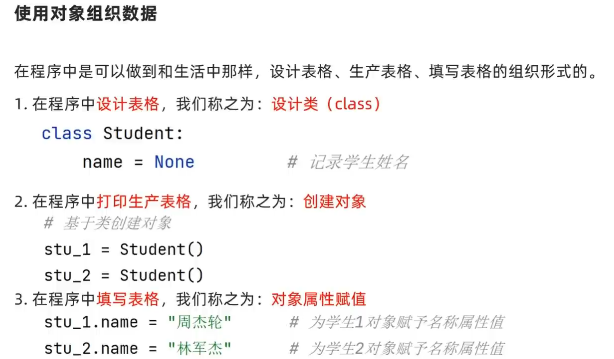 使用对象组织数据
在程序中是可以做到和生活中那样，设计表格、生产表格、填写表格的组织形式的。
1. 在程序中设计表格，我们称之为：设计类（class）
class Student:
    name = None        # 记录学生姓名
2. 在程序中打印生产表格，我们称之为：创建对象
# 基于类创建对象
stu_1 = Student()
stu_2 = Student()
3. 在程序中填写表格，我们称之为：对象属性赋值
stu_1.name = "周杰轮"    # 为学生1对象赋予名称属性值
stu_2.name = "林军杰"    # 为学生2对象赋予名称属性值